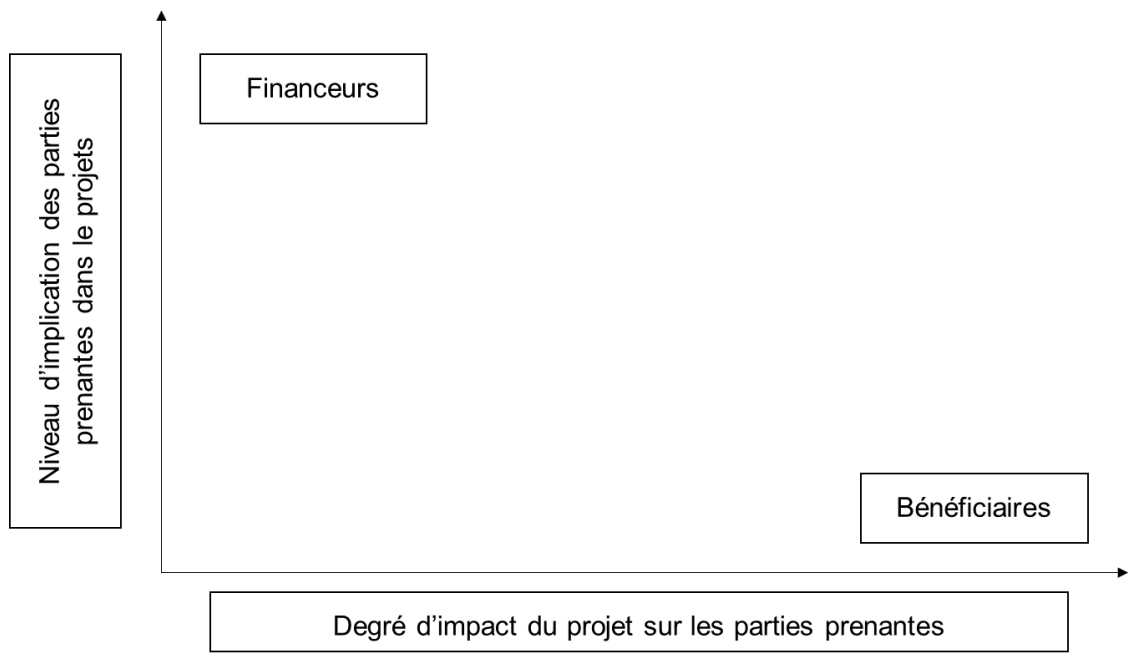 Financeurs
Niveau d’implication des parties
prenantes dans le projets
Bénéficiaires
Degré d’impact du projet sur les parties prenantes